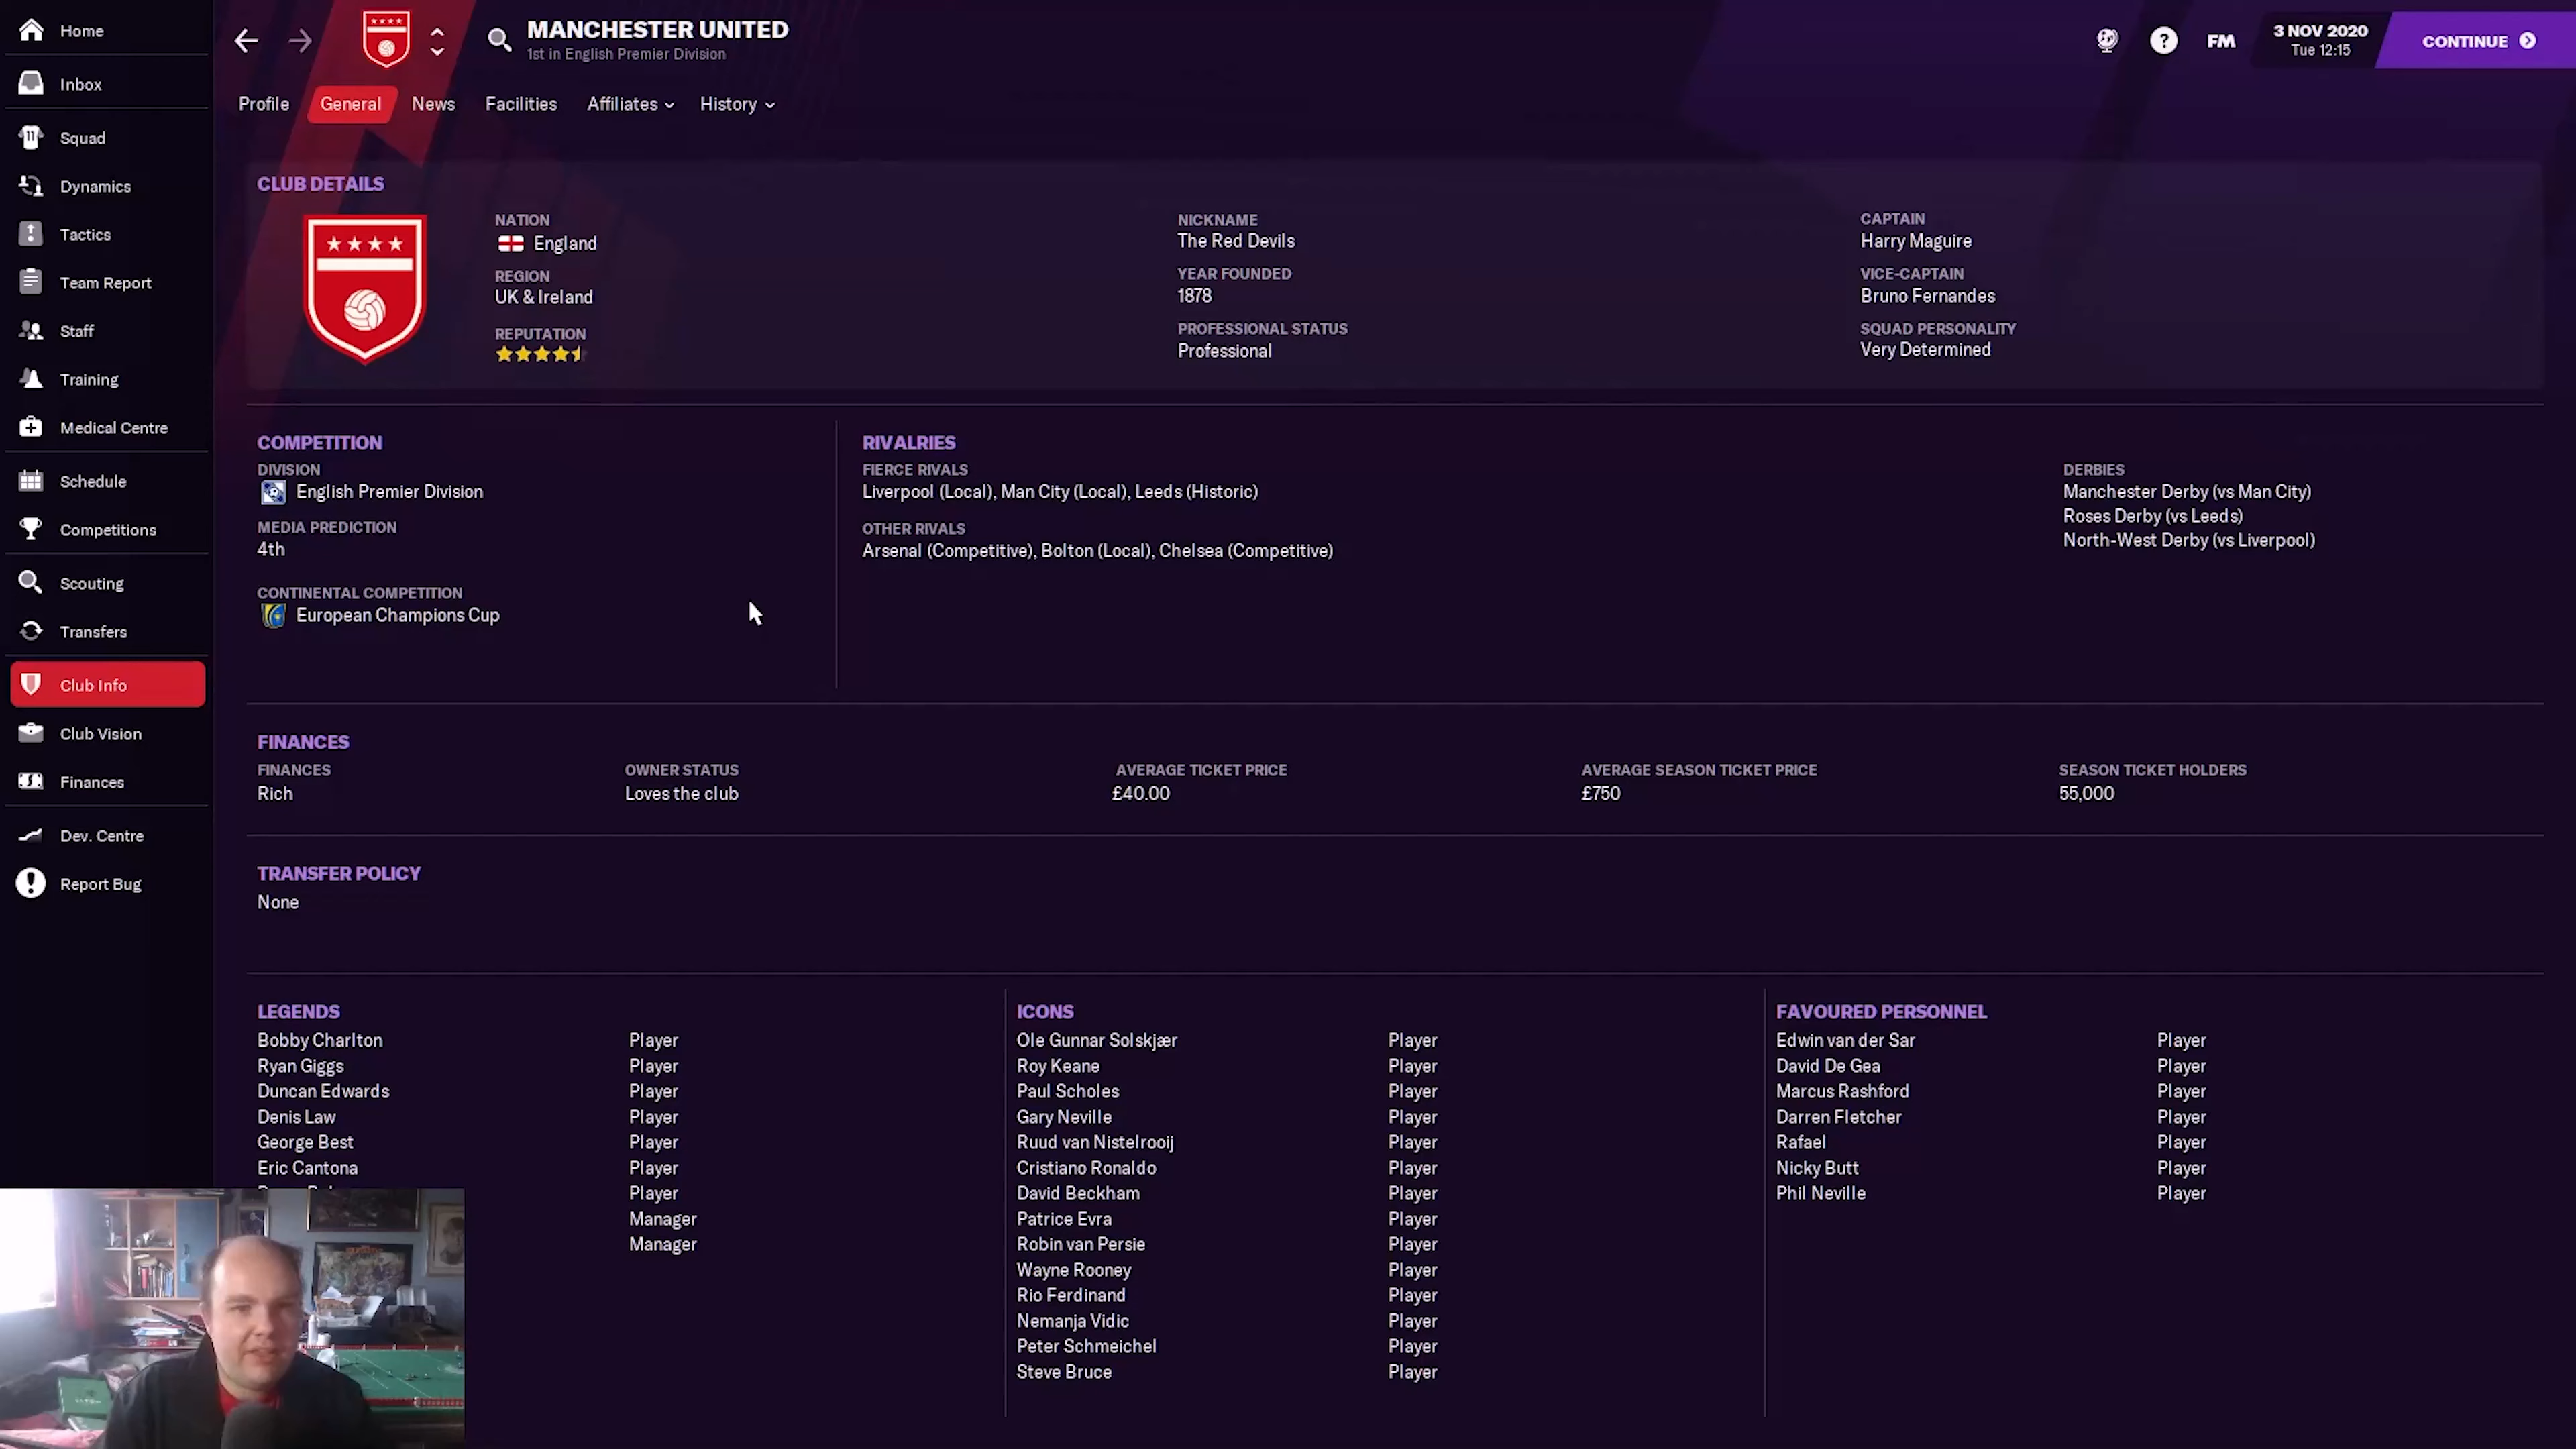 Home
Inbox
Squad
Dynamics
Tactics
Team Report
Staff
Training
Medical Centre
Schedule
Competitions
Scouting
Transfers
Club Info
Club Vision
Finances
Dev. Centre
Report Bug
MANCHESTER UNITED
1st in English Premier Division
FM
3 NOV 2020
Tue 12:15
CONTINUE
Profile General News Facilities Affiliates History
CLUB DETAILS
NATION
England
REGION
UK & Ireland
REPUTATION
NICKNAME
The Red Devils
YEAR FOUNDED
1878
PROFESSIONAL STATUS
Professional
CAPTAIN
Harry Maguire
VICE-CAPTAIN
Bruno Fernandes
SQUAD PERSONALITY
Very Determined
COMPETITION
DIVISION
English Premier Division
MEDIA PREDICTION
4th
CONTINENTAL COMPETITION
European Champions Cup
RIVALRIES
FIERCE RIVALS
Liverpool (Local), Man City (Local), Leeds (Historic)
OTHER RIVALS
Arsenal (Competitive), Bolton (Local), Chelsea (Competitive)
DERBIES
Manchester Derby (vs Man City)
Roses Derby (vs Leeds)
North-West Derby (vs Liverpool)
FINANCES
FINANCES
Rich
OWNER STATUS
Loves the club
AVERAGE TICKET PRICE
£40.00
AVERAGE SEASON TICKET PRICE
£750
SEASON TICKET HOLDERS
55,000
TRANSFER POLICY
None
LEGENDS
Bobby Charlton Player
Ryan Giggs Player
Duncan Edwards Player
Denis Law Player
George Best Player
Eric Cantona Player
Player
Manager
Manager
ICONS
Ole Gunnar Solskjær Player
Roy Keane Player
Paul Scholes Player
Gary Neville Player
Ruud van Nistelrooij Player
Cristiano Ronaldo Player
David Beckham Player
Patrice Evra Player
Robin van Persie Player
Wayne Rooney Player
Rio Ferdinand Player
Nemanja Vidic Player
Peter Schmeichel Player
Steve Bruce Player
FAVOURED PERSONNEL
Edwin van der Sar Player
David De Gea Player
Marcus Rashford Player
Darren Fletcher Player
Rafael Player
Nicky Butt Player
Phil Neville Player